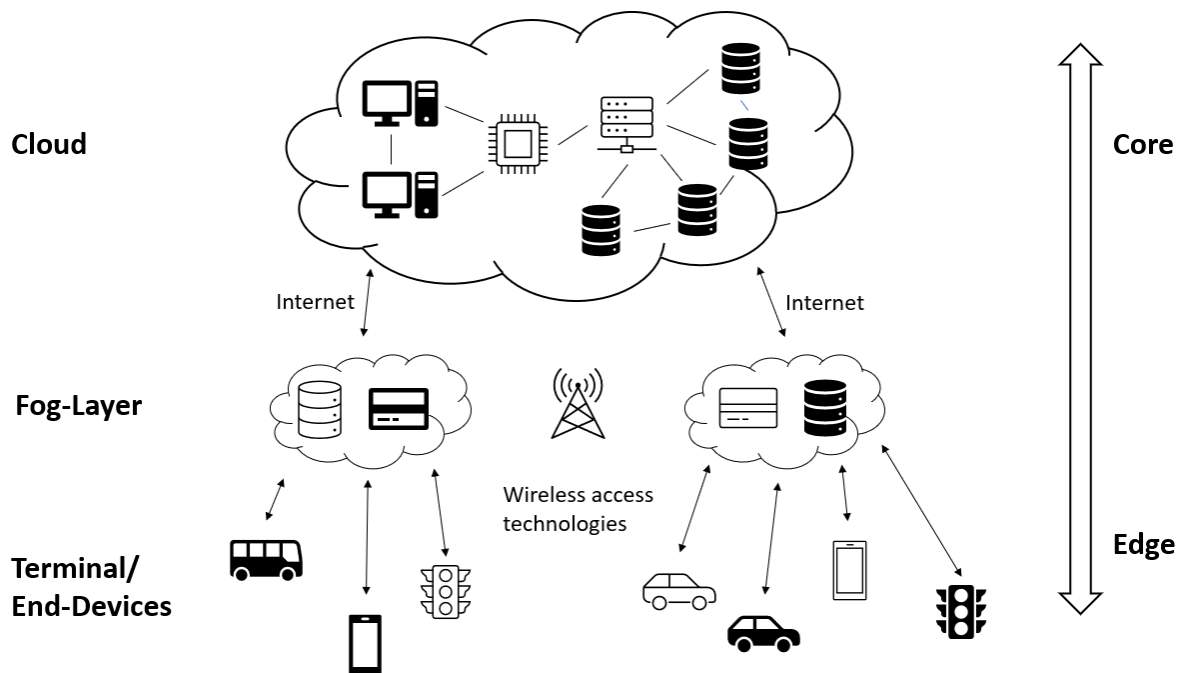 Cloud
Core
Internet
Internet
Fog-Layer
Wireless access
technologies
Edge
Terminal/
End-Devices